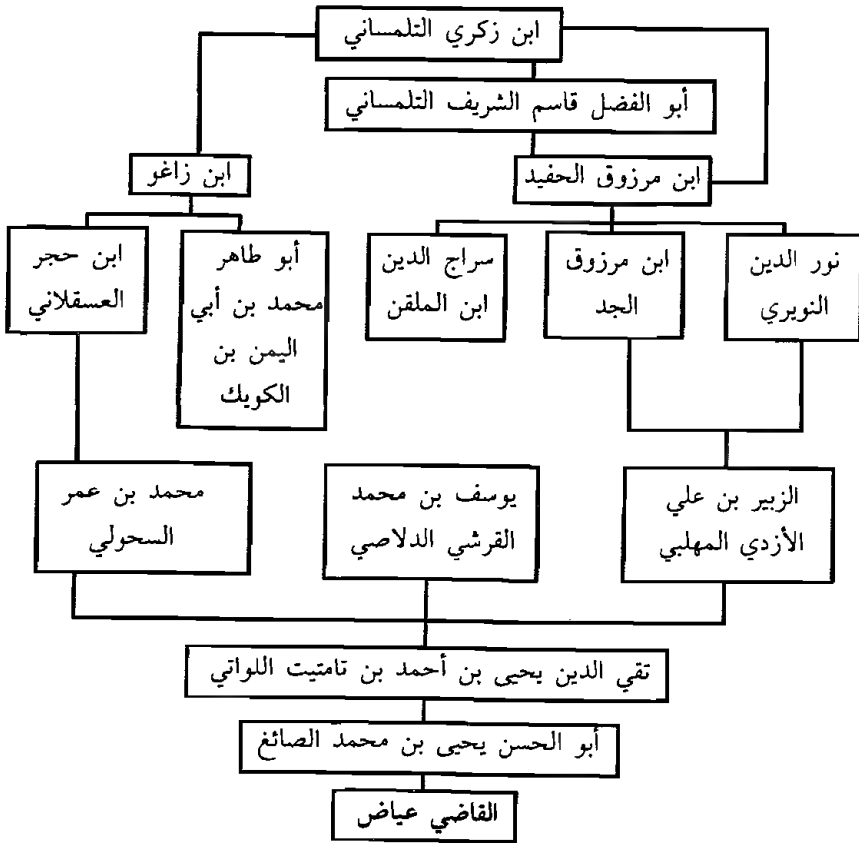 ابن زكري التلمساني
أبو الفضل قاسم الشريف التلمساني
ابن مرزوق الحفيد
ابن زاغو
نور الدين
النويري
ابن مرزوق
الجد
سراج الدين
ابن الملقن
أبو طاهر
محمد بن أبي
اليمن بن
الكويك
ابن حجر
العسقلاني
الزبير بن علي
الأزدي المهلبي
يوسف بن محمد
القرشي الدلاصي
محمد بن عمر
السحولي
تقي الدين يحيى بن أحمد بن تامتيت اللواتي
أبو الحسن يحيى بن محمد الصائغ
القاضي عياض